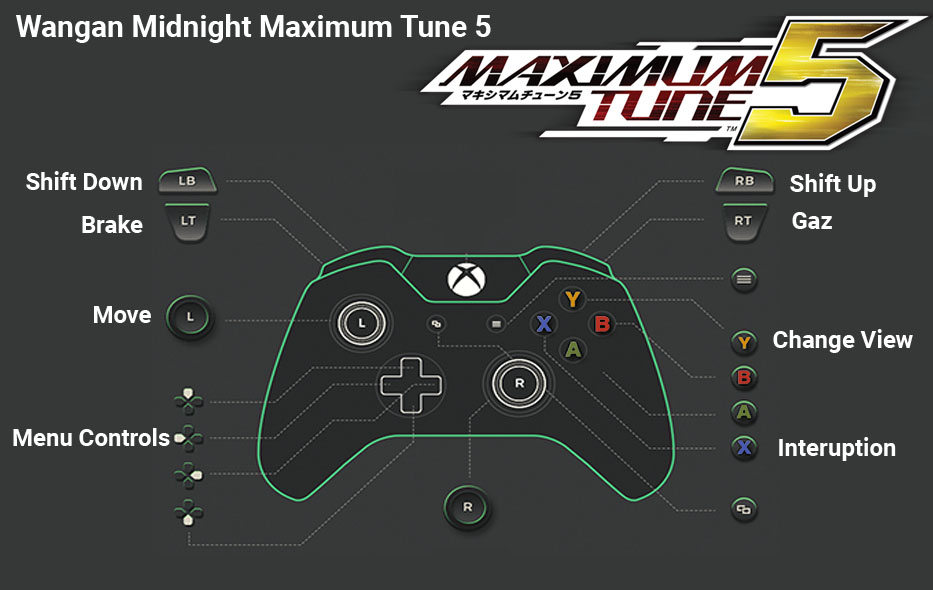 Wangan Midnight Maximum Tune 5
MAXIMUM
マキシマムチューン5
TUNE
5
TM
Shift Down
LB
RB
Shift Up
Brake
LT
RT
Gaz
Move
L
L
Y
X
B
A
Y
Change View
R
B
A
Menu Controls
X
Interuption
R